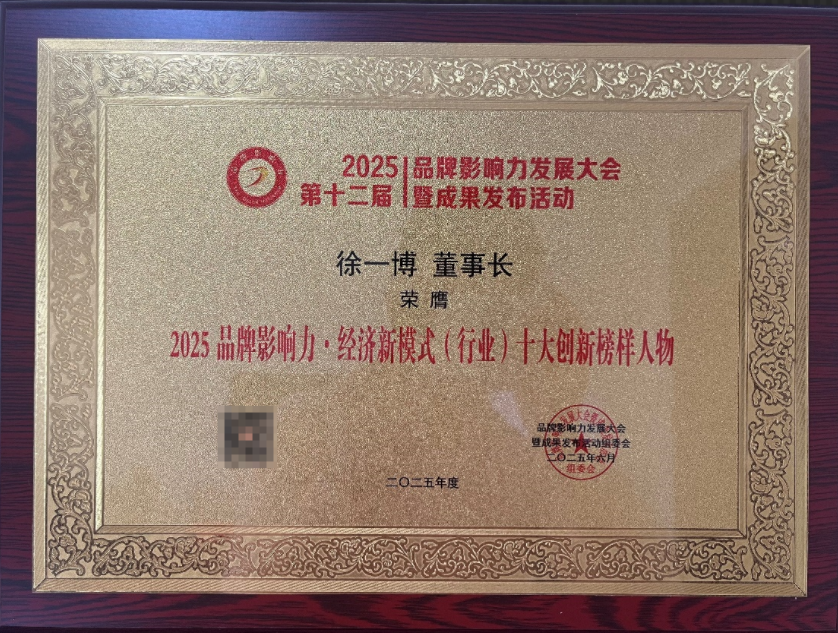 2025 品牌影响力发展大会
第十二届 暨成果发布活动
徐一博 董事长
荣膺
2025 品牌影响力·经济新模式(行业)十大创新榜样人物
品牌影响力发展大会
暨成果发布活动组委会
二〇二五年六月
组委会
二〇二五年度